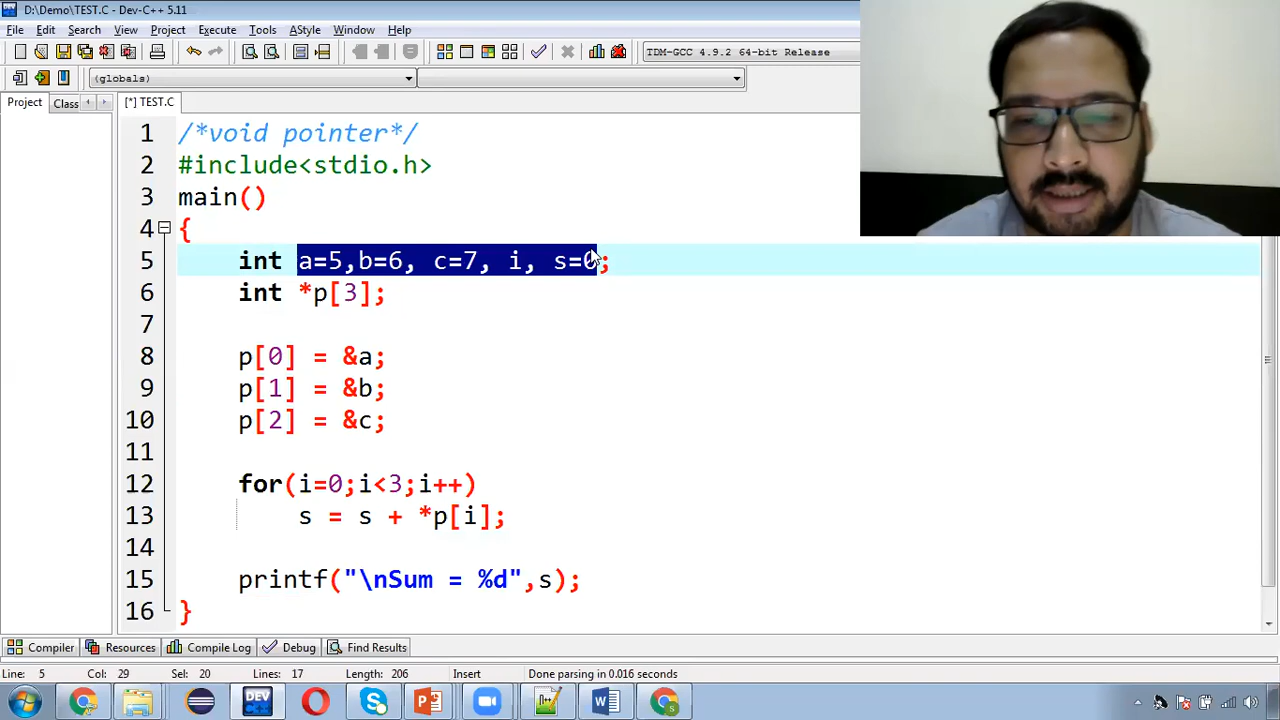 D:\Demo\TEST.C - Dev-C++ 5.11
File Edit Search View Project Execute Tools AStyle Window Help
TDM-GCC 4.9.2 64-bit Release
(globals)
Project Class [*] TEST.C
1 /*void pointer*/
2 #include<stdio.h>
3 main()
4 {
5 int a=5,b=6, c=7, i, s=0;
6 int *p[3];
7
8 p[0] = &a;
9 p[1] = &b;
10 p[2] = &c;
11
12 for(i=0;i<3;i++)
13 s = s + *p[i];
14
15 printf("\nSum = %d",s);
16 }
Compiler Resources Compile Log Debug Find Results
Line: 5 Col: 29 Sel: 20 Lines: 17 Length: 206 Insert Done parsing in 0.016 seconds
DEV